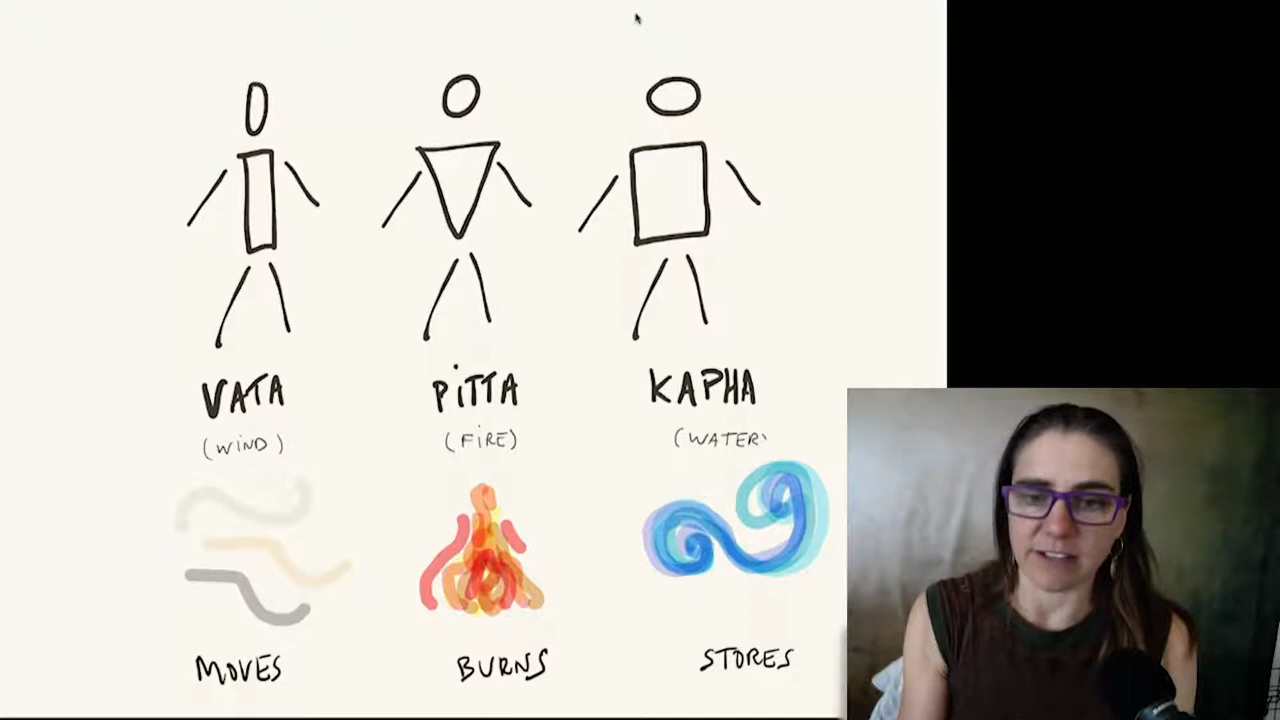 VATA PiTTA KAPHA
(WIND) (FiRE) (WATER)
MOVES BURNS STORES